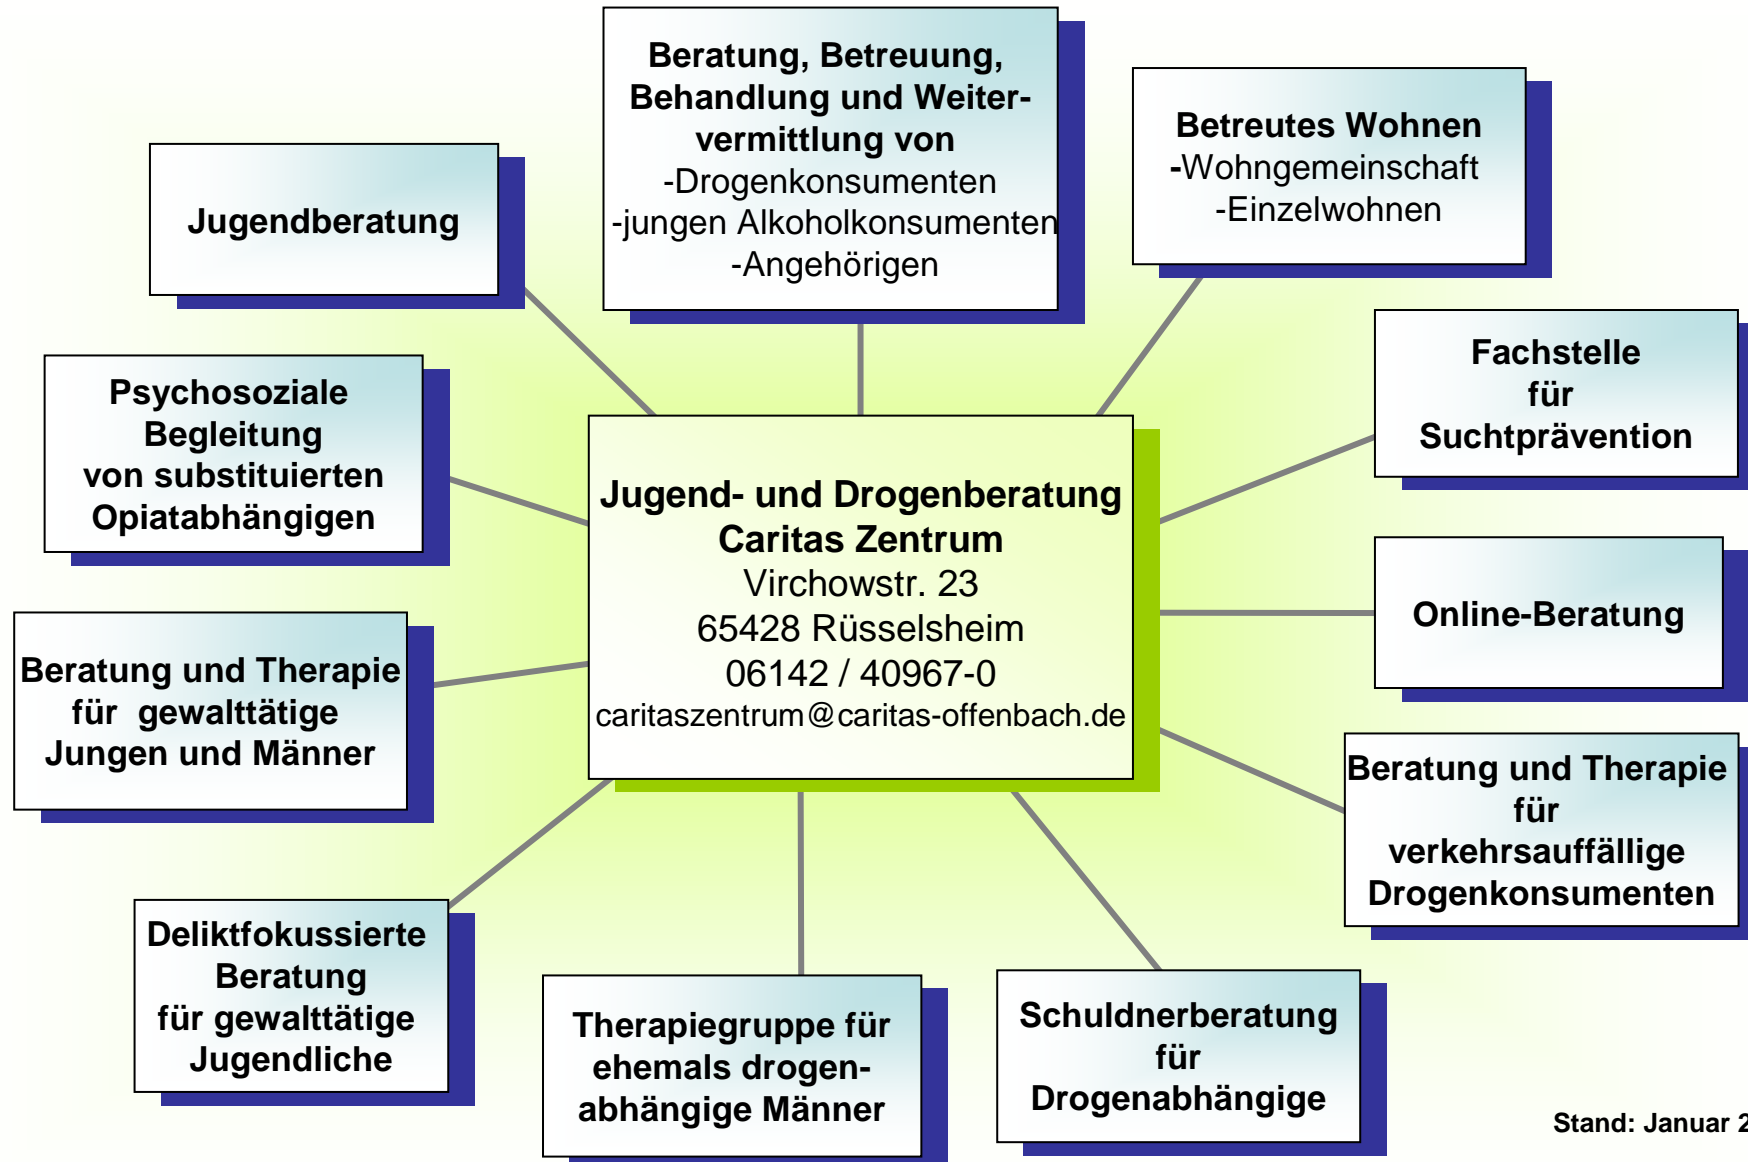 Beratung, Betreuung,
Behandlung und Weiter-
vermittlung von
-Drogenkonsumenten
-jungen Alkoholkonsumenten
-Angehörigen
Betreutes Wohnen
-Wohngemeinschaft
-Einzelwohnen
Jugendberatung
Fachstelle
für
Suchtprävention
Psychosoziale
Begleitung
von substituierten
Opiatabhängigen
Jugend- und Drogenberatung
Caritas Zentrum
Virchowstr. 23
65428 Rüsselsheim
06142 / 40967-0
caritaszentrum@caritas-offenbach.de
Online-Beratung
Beratung und Therapie
für gewalttätige
Jungen und Männer
Beratung und Therapie
für
verkehrsauffällige
Drogenkonsumenten
Deliktfokussierte
Beratung
für gewalttätige
Jugendliche
Therapiegruppe für
ehemals drogen-
abhängige Männer
Schuldnerberatung
für
Drogenabhängige
Stand: Januar 2